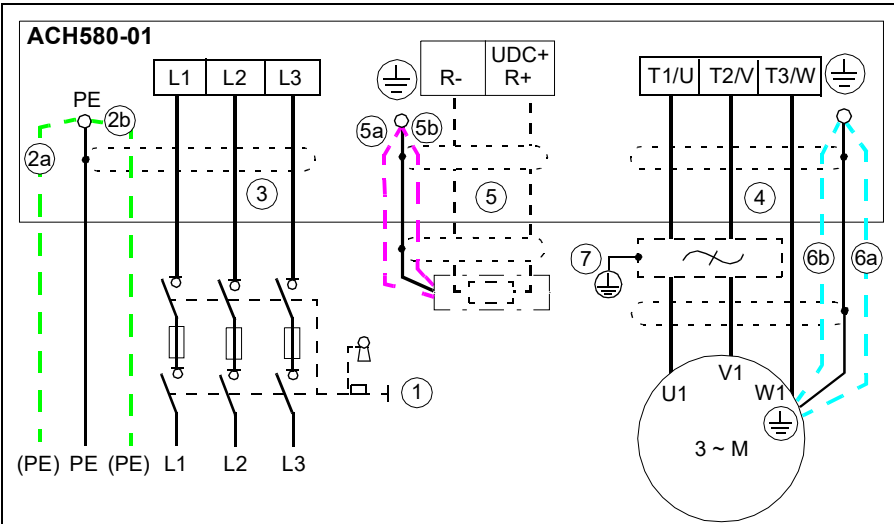 ACH580-01
PE
L1 L2 L3
R-
UDC+
R+
T1/U T2/V T3/W
2a
2b
3
5a
5b
5
4
6b
6a
7
1
U1
V1
W1
3 ~ M
(PE) PE (PE) L1 L2 L3